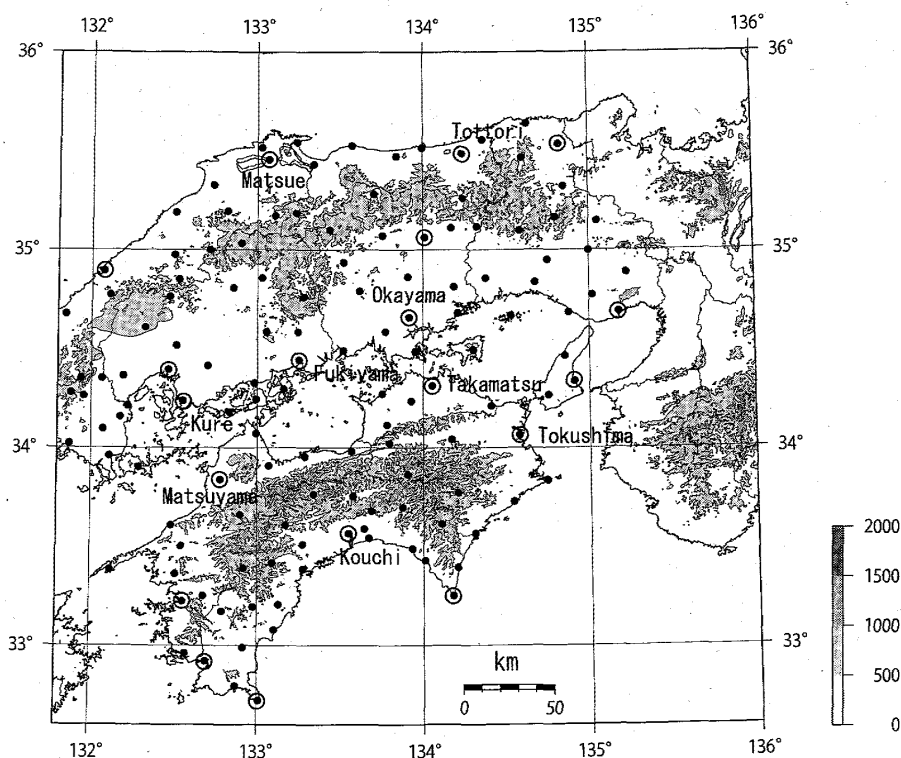 132° 133° 134° 135° 136°
36° 36°
Tottori
Matsue
35° 35°
Okayama
Fukiyama
Takamatsu
Kure
34° 34°
Tokushima
Matsuyama
Kouchi
2000
1500
1000
500
0
33° 33°
km
0 50
132° 133° 134° 135° 136°